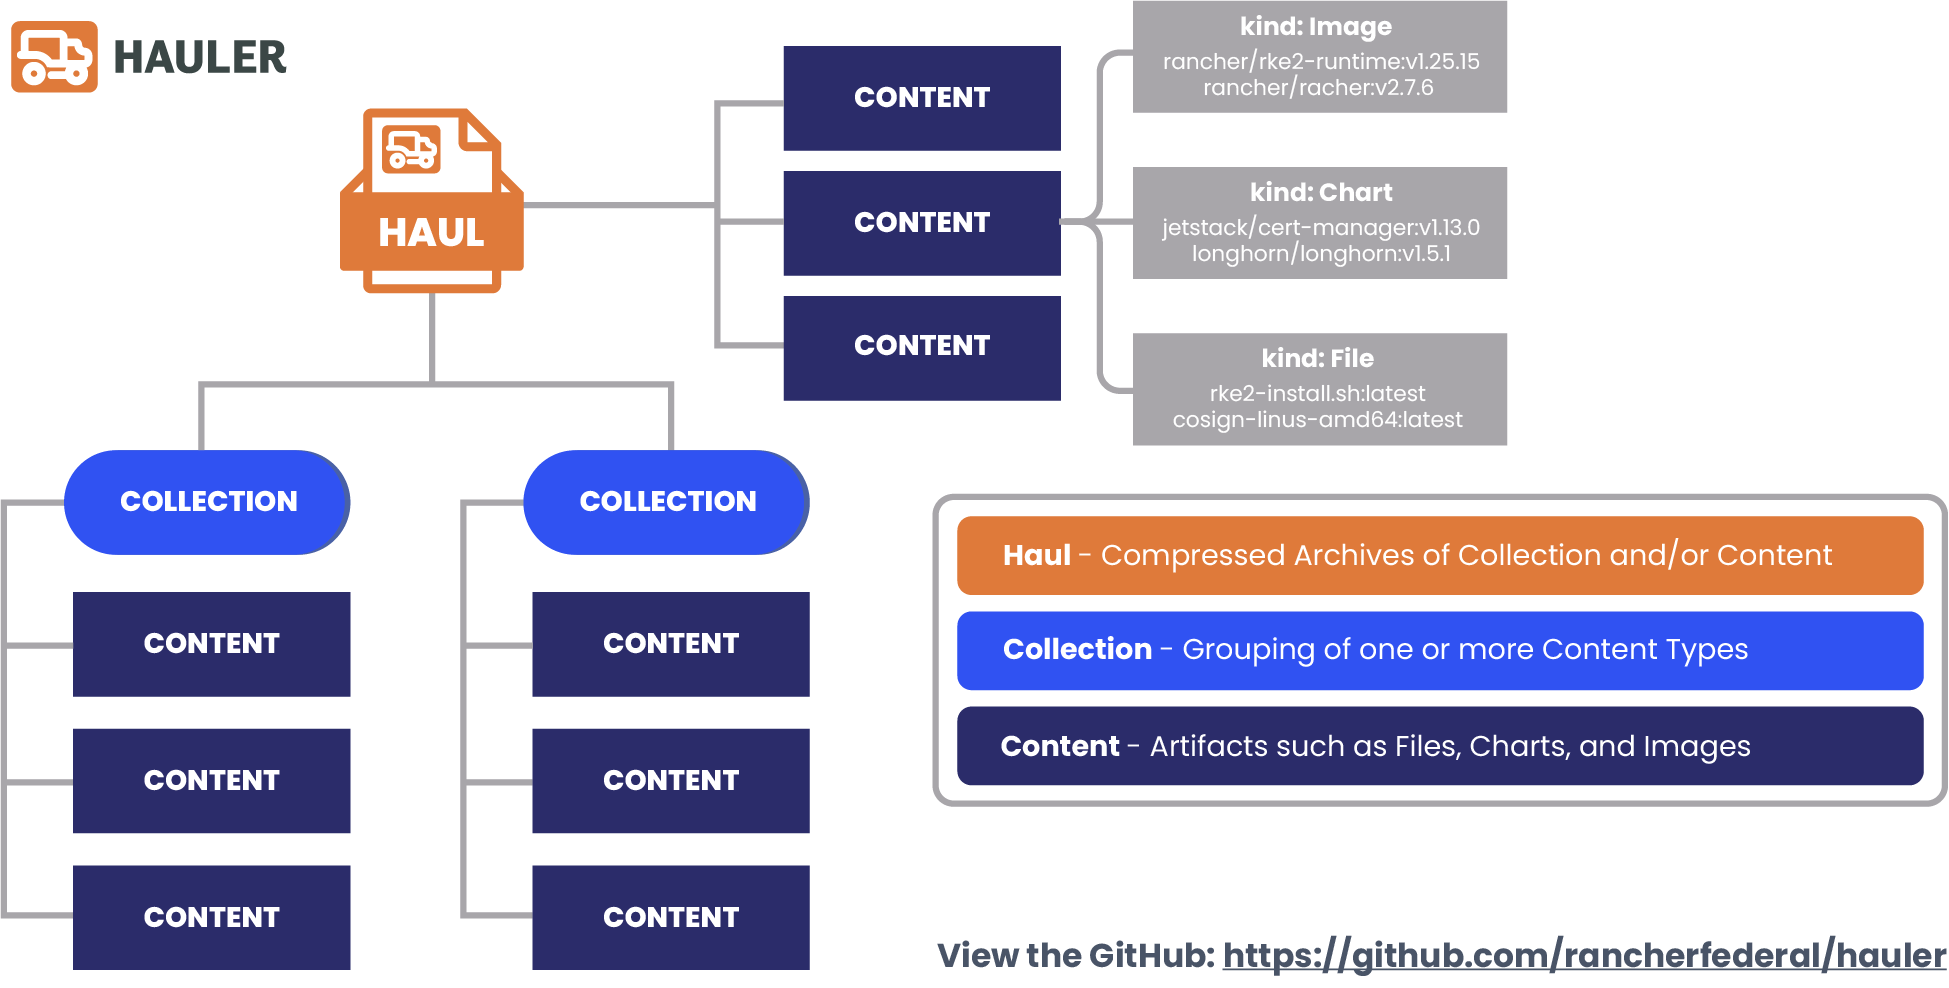 HAULER
HAUL
CONTENT
CONTENT
CONTENT
kind: Image
rancher/rke2-runtime:v1.25.15
rancher/racher:v2.7.6
kind: Chart
jetstack/cert-manager:v1.13.0
longhorn/longhorn:v1.5.1
kind: File
rke2-install.sh:latest
cosign-linus-amd64:latest
COLLECTION
CONTENT
CONTENT
CONTENT
COLLECTION
CONTENT
CONTENT
CONTENT
Haul - Compressed Archives of Collection and/or Content
Collection - Grouping of one or more Content Types
Content - Artifacts such as Files, Charts, and Images
View the GitHub: https://github.com/rancherfederal/hauler